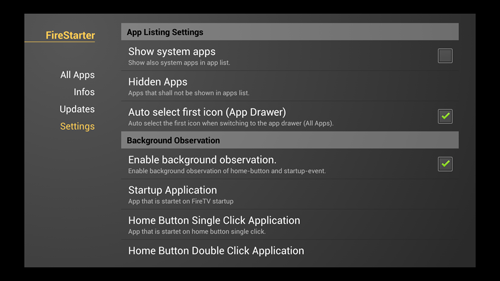 FireStarter
All Apps
Infos
Updates
Settings
App Listing Settings
Show system apps
Show also system apps in app list.
Hidden Apps
Apps that shall not be shown in apps list.
Auto select first icon (App Drawer)
Auto select the first icon when switching to the app drawer (All Apps).
Background Observation
Enable background observation.
Enable background observation of home-button and startup-event.
Startup Application
App that is startet on FireTV startup
Home Button Single Click Application
App that is startet on home button single click.
Home Button Double Click Application